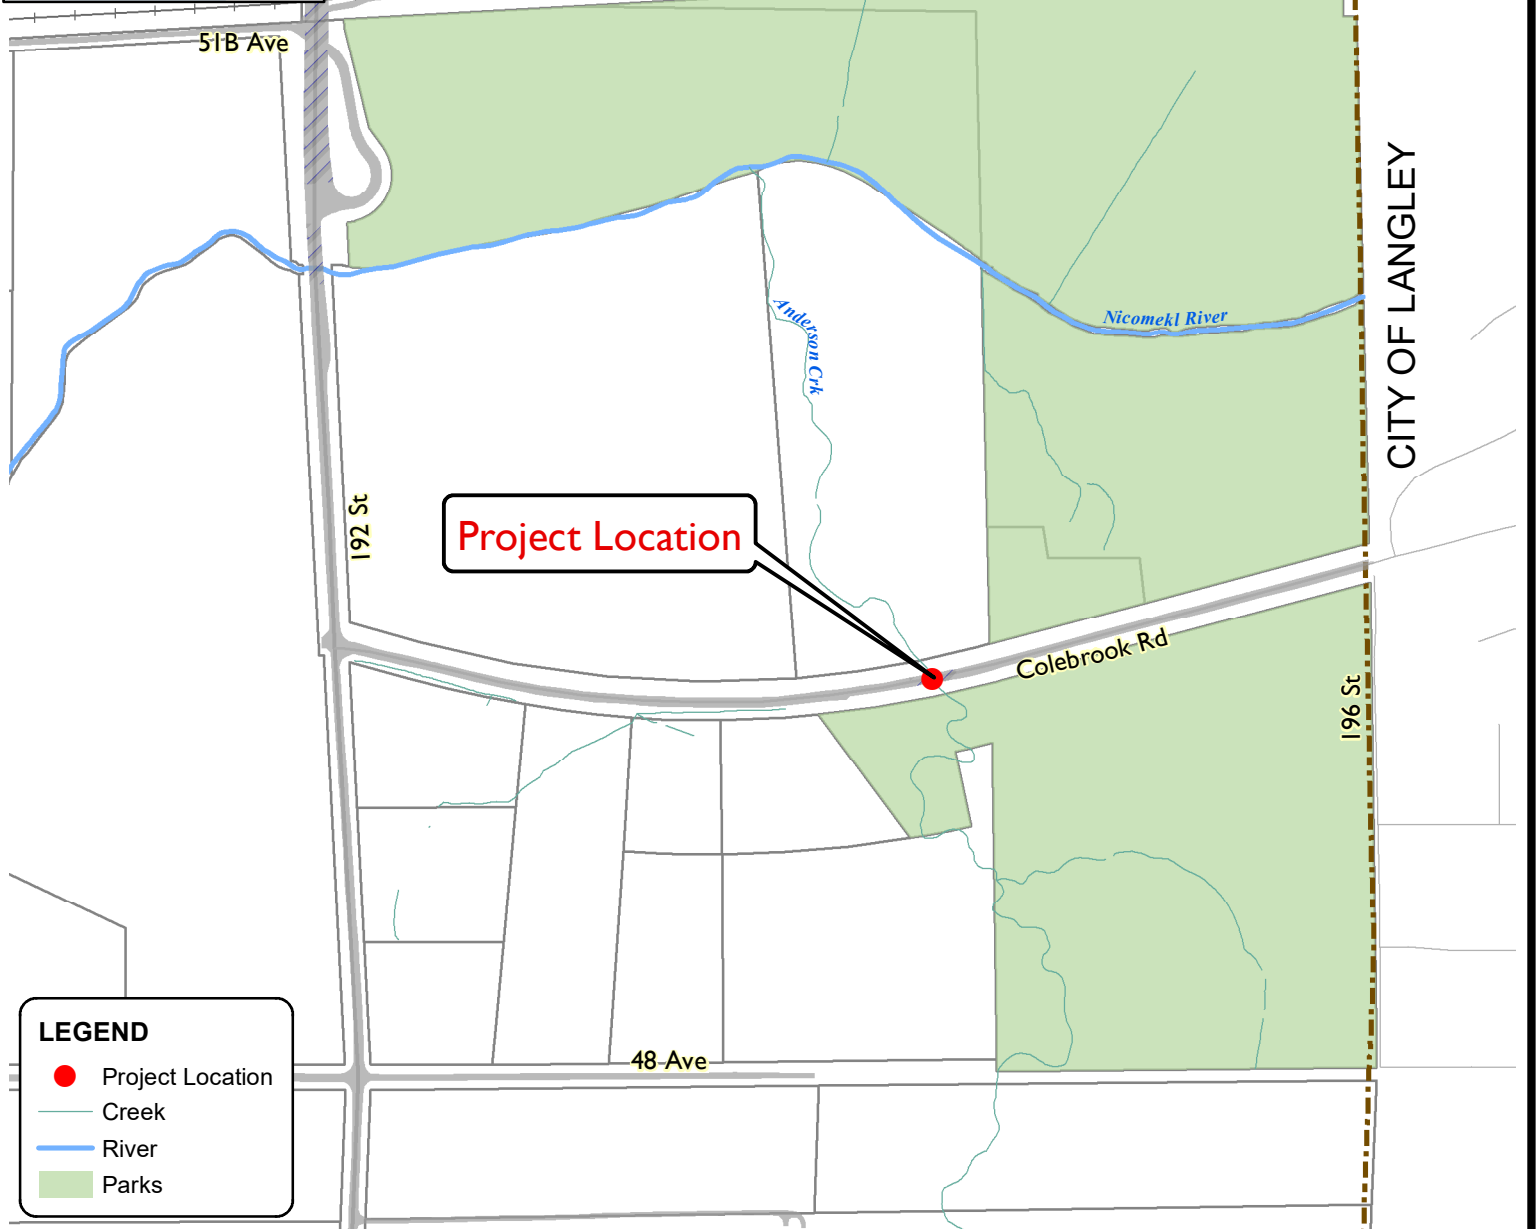 51B Ave
CITY OF LANGLEY
Anderson Crk
Nicomekl River
192 St
Project Location
Colebrook Rd
196 St
48 Ave
LEGEND
Project Location
Creek
River
Parks